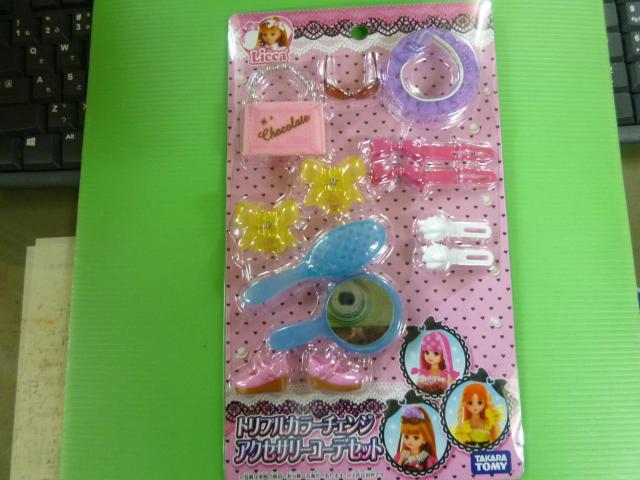 Licca
Chocolate
トリプルカラーチェンジ
アクセサリーコーデセット
TAKARA
TOMY
Alt